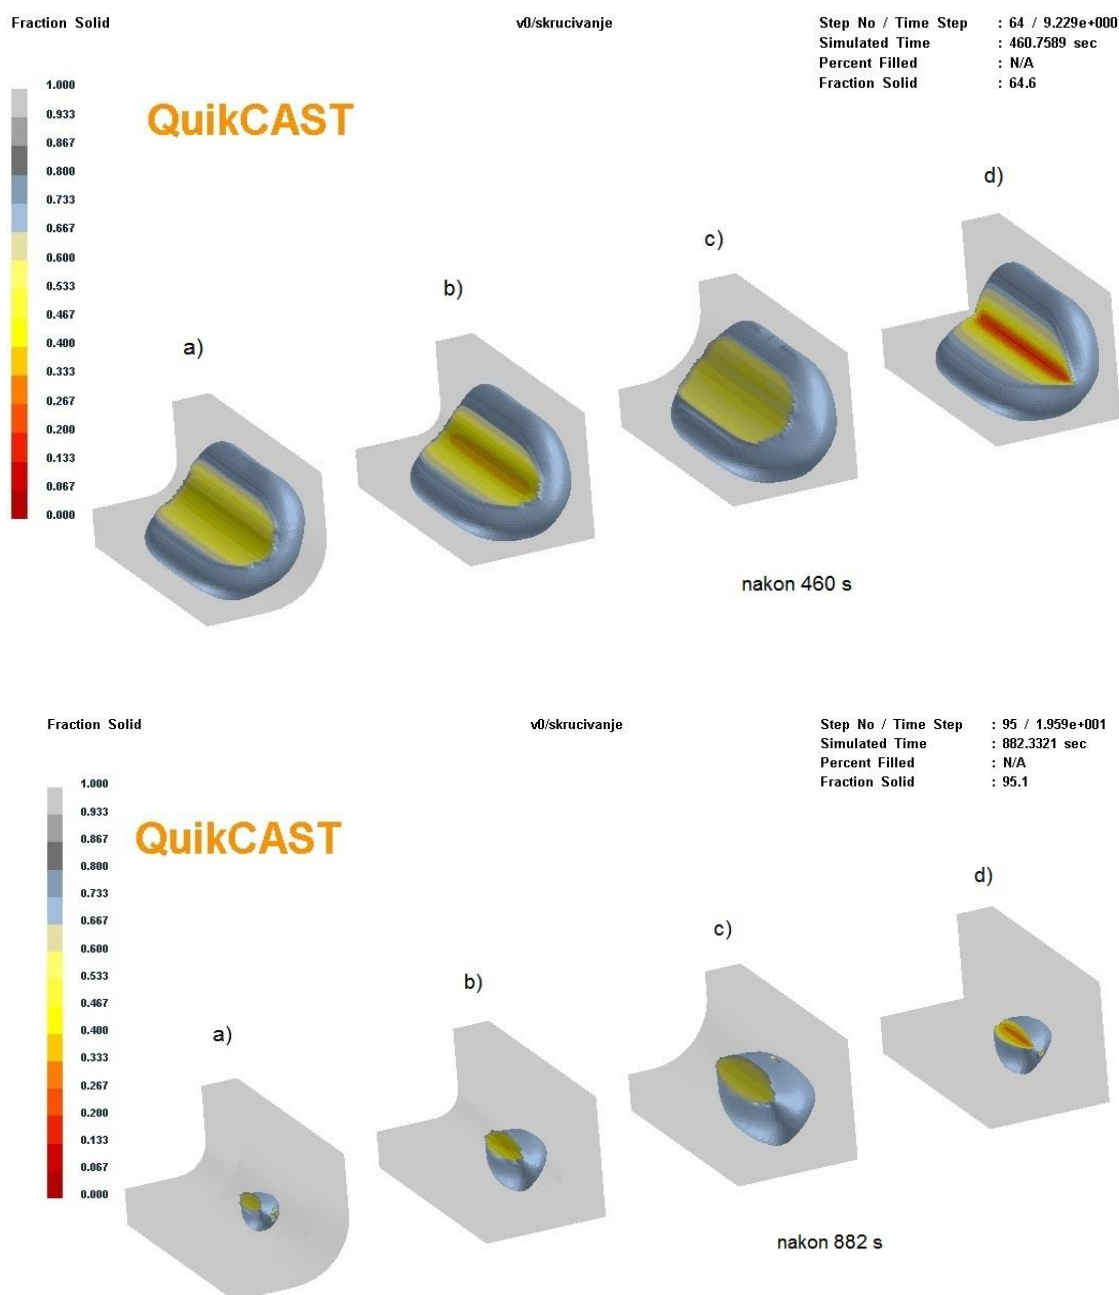 Fraction Solid
v0/skrucivanje
Step No / Time Step : 64 / 9.229e+000
Simulated Time : 460.7589 sec
Percent Filled : N/A
Fraction Solid : 64.6
1.000
0.933
0.867
0.800
0.733
0.667
0.600
0.533
0.467
0.400
0.333
0.267
0.200
0.133
0.067
0.000
QuikCAST
a)
b)
c)
d)
nakon 460 s
Fraction Solid
v0/skrucivanje
Step No / Time Step : 95 / 1.959e+001
Simulated Time : 882.3321 sec
Percent Filled : N/A
Fraction Solid : 95.1
1.000
0.933
0.867
0.800
0.733
0.667
0.600
0.533
0.467
0.400
0.333
0.267
0.200
0.133
0.067
0.000
QuikCAST
a)
b)
c)
d)
nakon 882 s